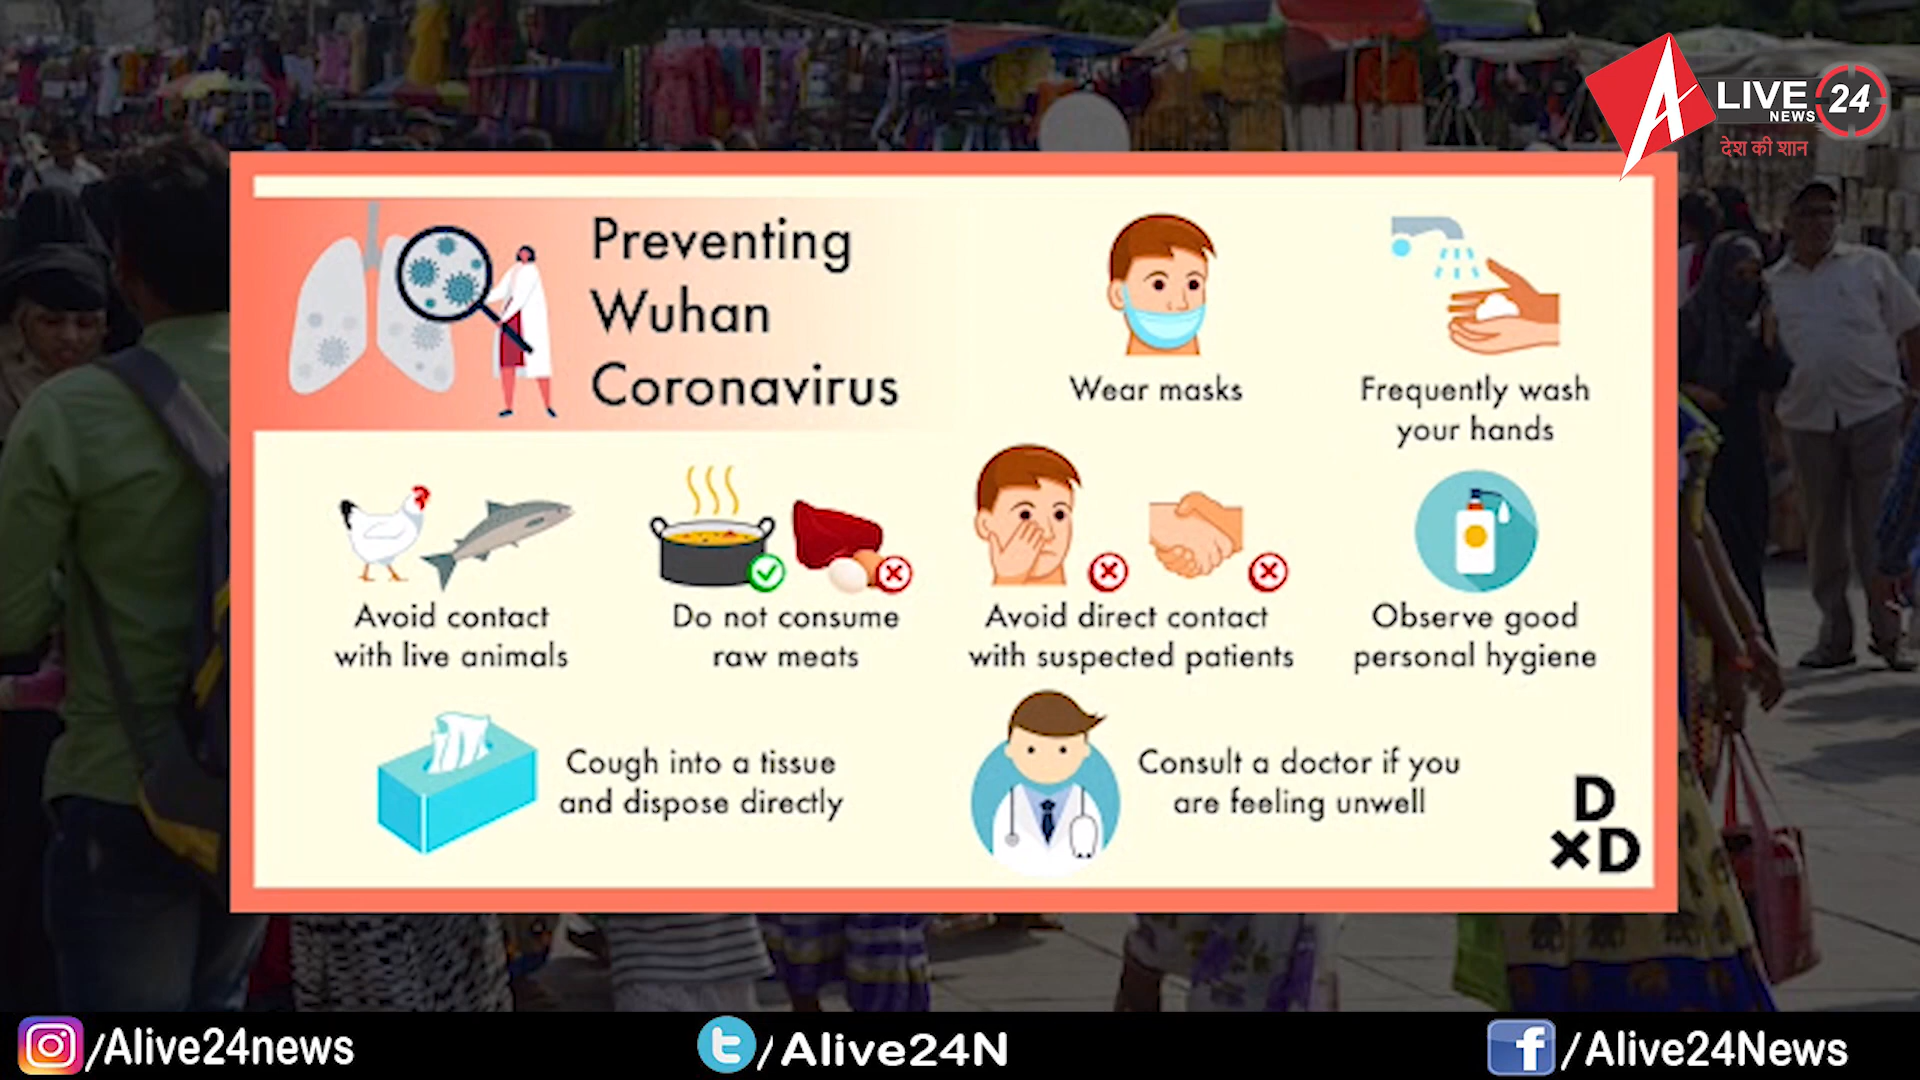 A
LIVE
NEWS
24
देश की शान
Preventing
Wuhan
Coronavirus
Wear masks
Frequently wash
your hands
Avoid contact
with live animals
Do not consume
raw meats
Avoid direct contact
with suspected patients
Observe good
personal hygiene
Cough into a tissue
and dispose directly
Consult a doctor if you
are feeling unwell
D
×D
/Alive24news
/Alive24N
/Alive24News